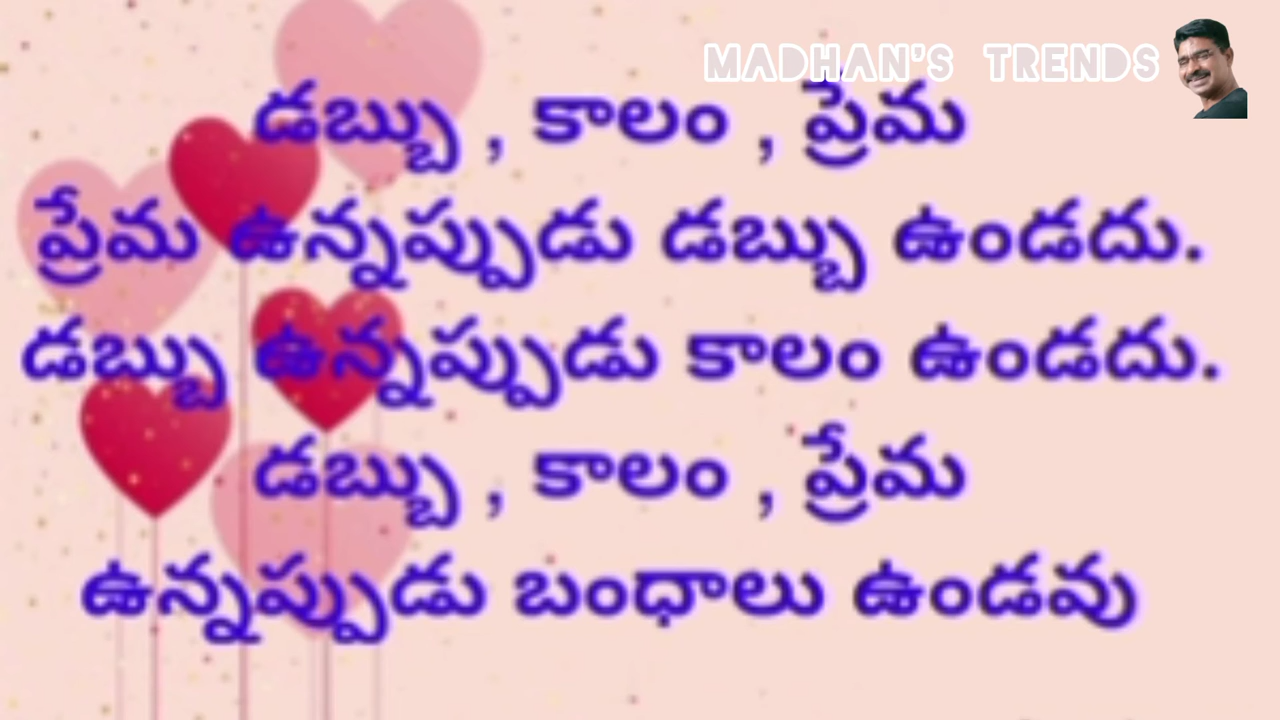 MADHAN'S TRENDS
డబ్బు , కాలం , ప్రేమ
ప్రేమ ఉన్నప్పుడు డబ్బు ఉండదు.
డబ్బు ఉన్నప్పుడు కాలం ఉండదు.
డబ్బు , కాలం , ప్రేమ
ఉన్నప్పుడు బంధాలు ఉండవు